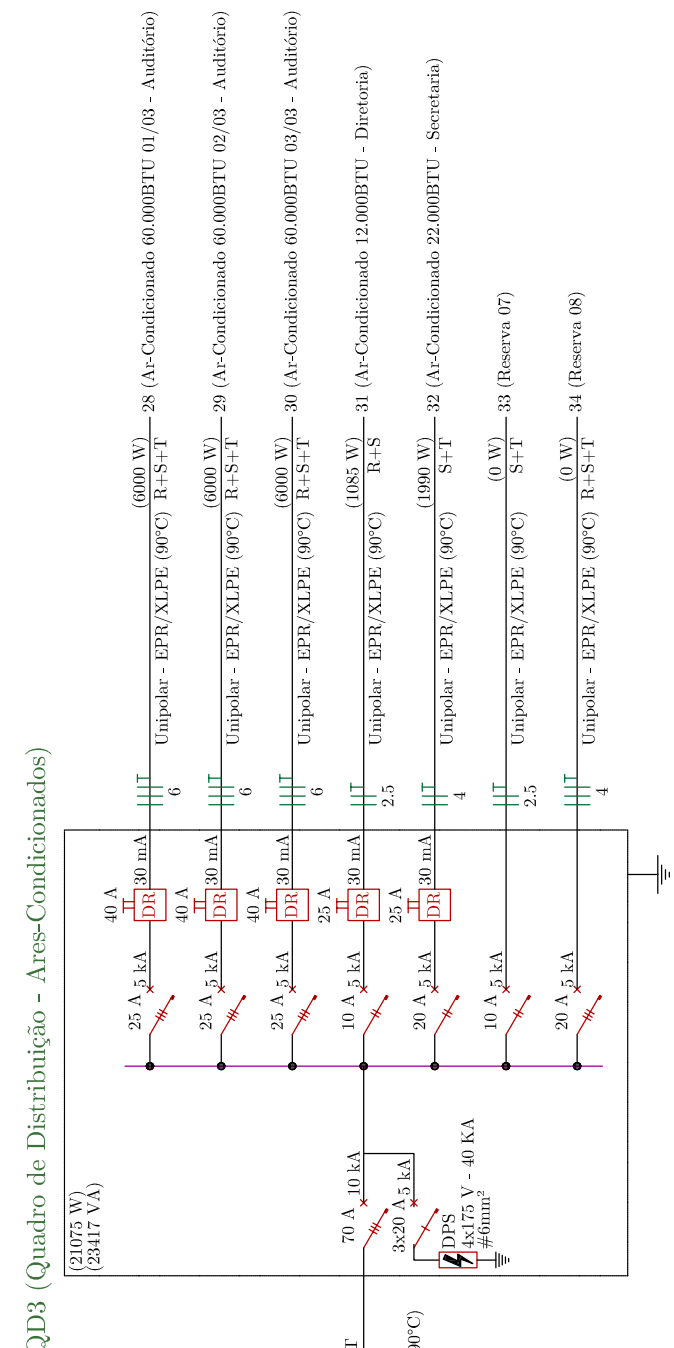 QD3 (Quadro de Distribuição - Ares-Condicionados)
(21075 W)
(23417 VA)
70 A
10 kA
3x20 A
5 kA
DPS
4x175 V - 40 KA
#6mm²
25 A
5 kA
40 A
DR
30 mA
6
Unipolar - EPR/XLPE (90°C)
(6000 W)
R+S+T
28 (Ar-Condicionado 60.000BTU 01/03 - Auditório)
25 A
5 kA
40 A
DR
30 mA
6
Unipolar - EPR/XLPE (90°C)
(6000 W)
R+S+T
29 (Ar-Condicionado 60.000BTU 02/03 - Auditório)
25 A
5 kA
40 A
DR
30 mA
6
Unipolar - EPR/XLPE (90°C)
(6000 W)
R+S+T
30 (Ar-Condicionado 60.000BTU 03/03 - Auditório)
10 A
5 kA
25 A
DR
30 mA
2.5
Unipolar - EPR/XLPE (90°C)
(1085 W)
R+S
31 (Ar-Condicionado 12.000BTU - Diretoria)
20 A
5 kA
25 A
DR
30 mA
4
Unipolar - EPR/XLPE (90°C)
(1990 W)
S+T
32 (Ar-Condicionado 22.000BTU - Secretaria)
10 A
5 kA
2.5
Unipolar - EPR/XLPE (90°C)
(0 W)
S+T
33 (Reserva 07)
20 A
5 kA
4
Unipolar - EPR/XLPE (90°C)
(0 W)
R+S+T
34 (Reserva 08)
T
90°C)